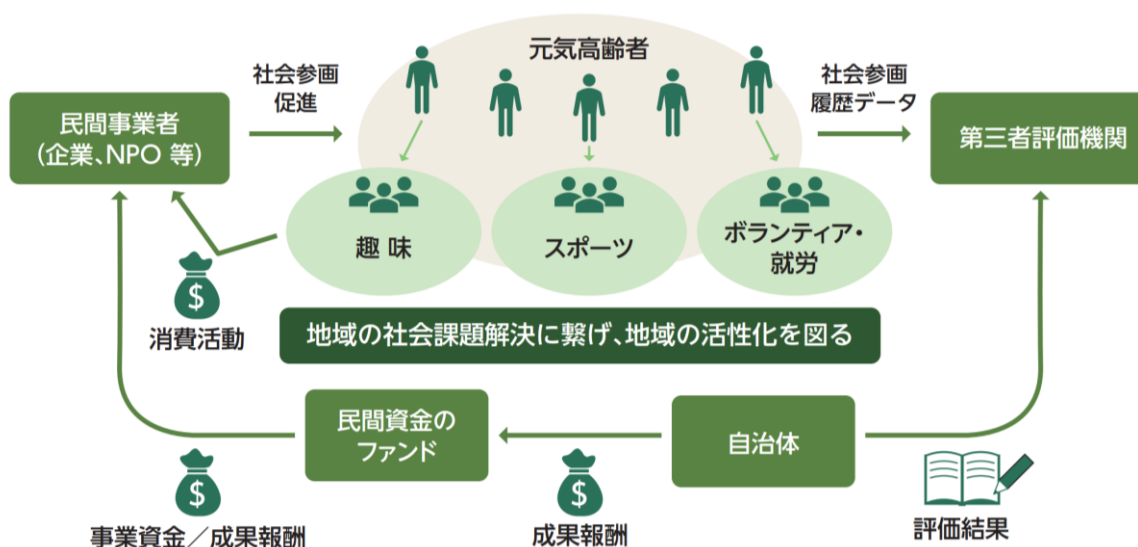 元気高齢者
社会参画
促進
社会参画
履歴データ
民間事業者
(企業、NPO 等)
第三者評価機関
趣 味
スポーツ
ボランティア・
就労
$
消費活動
地域の社会課題解決に繋げ、地域の活性化を図る
民間資金の
ファンド
自治体
$
事業資金／成果報酬
$
成果報酬
評価結果